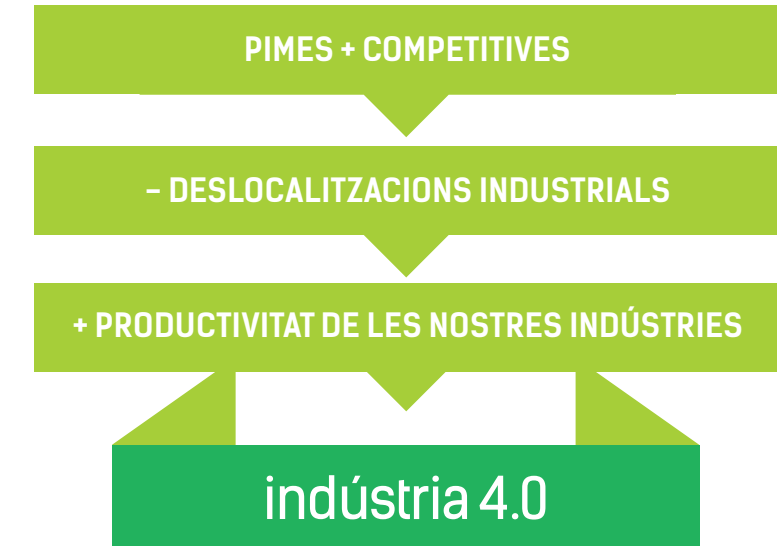 PIMES + COMPETITIVES
– DESLOCALITZACIONS INDUSTRIALS
+ PRODUCTIVITAT DE LES NOSTRES INDÚSTRIES
indústria 4.0